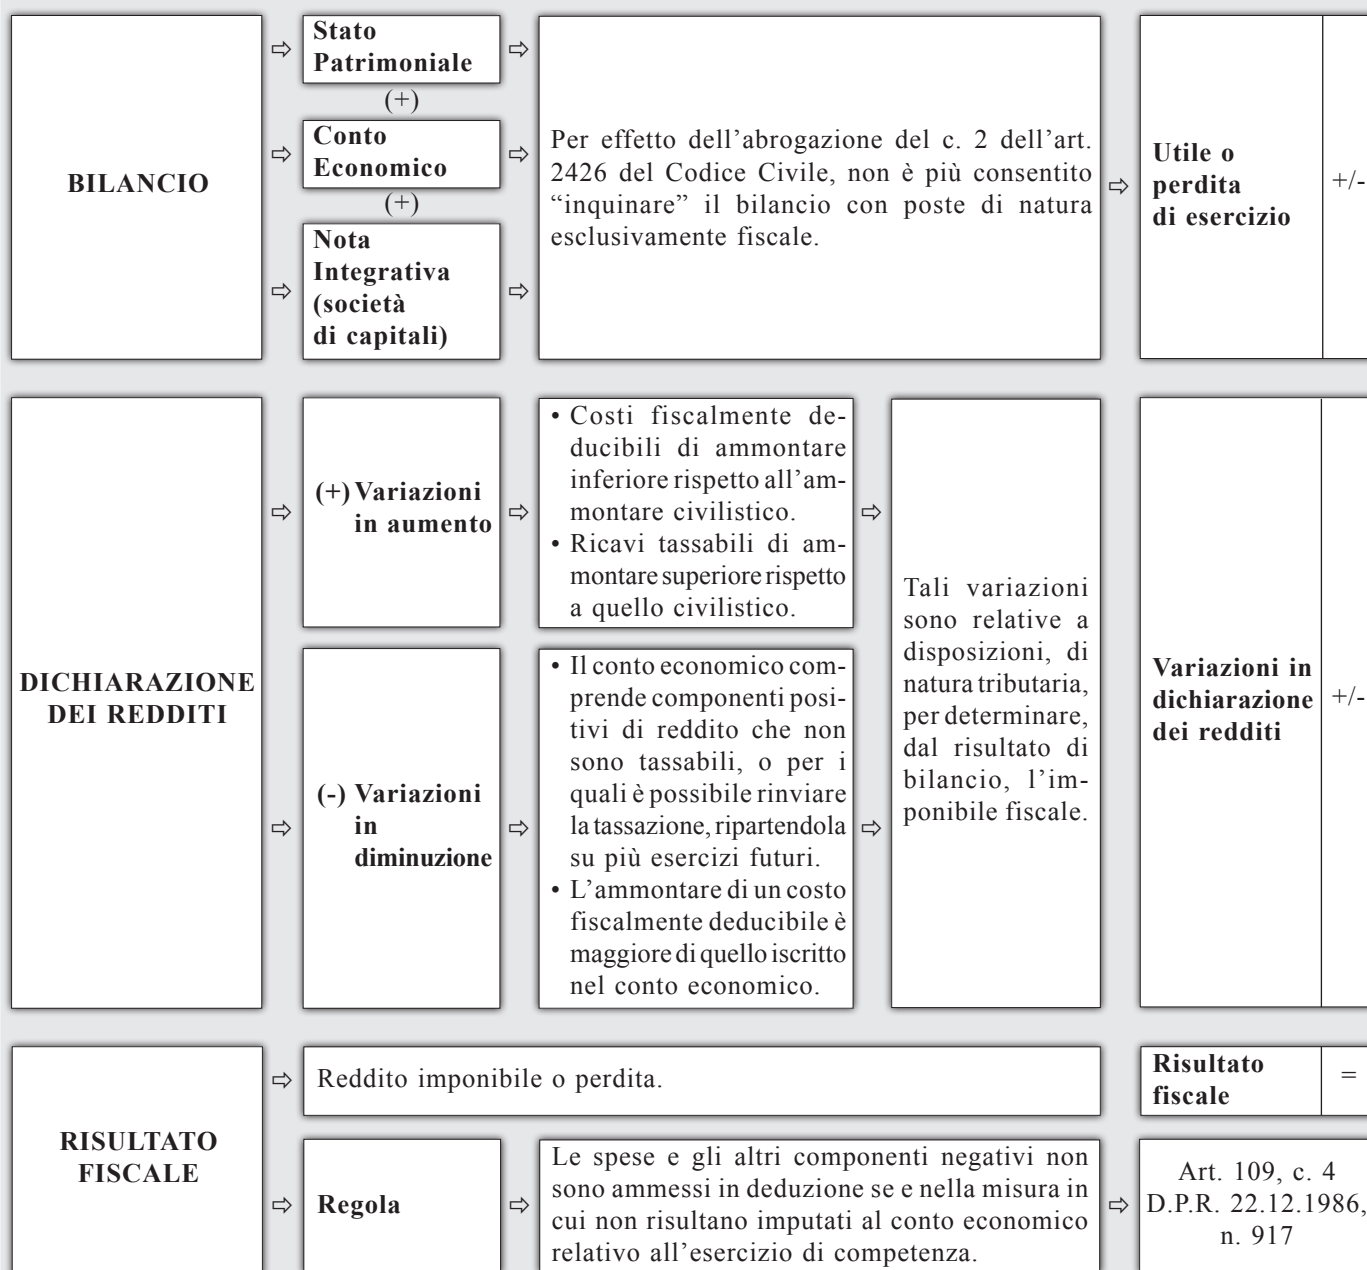 BILANCIO
⇨
Stato
Patrimoniale
⇨
(+)
⇨
Conto
Economico
⇨
(+)
⇨
Nota
Integrativa
(società
di capitali)
⇨
Per effetto dell’abrogazione del c. 2 dell’art.
2426 del Codice Civile, non è più consentito
“inquinare” il bilancio con poste di natura
esclusivamente fiscale.
⇨
Utile o
perdita
di esercizio
+/-
DICHIARAZIONE
DEI REDDITI
⇨
(+) Variazioni
in aumento
⇨
• Costi fiscalmente de-
ducibili di ammontare
inferiore rispetto all’am-
montare civilistico.
• Ricavi tassabili di am-
montare superiore rispetto
a quello civilistico.
⇨
⇨
(-) Variazioni
in
diminuzione
⇨
• Il conto economico com-
prende componenti posi-
tivi di reddito che non
sono tassabili, o per i
quali è possibile rinviare
la tassazione, ripartendola
su più esercizi futuri.
• L’ammontare di un costo
fiscalmente deducibile è
maggiore di quello iscritto
nel conto economico.
⇨
Tali variazioni
sono relative a
disposizioni, di
natura tributaria,
per determinare,
dal risultato di
bilancio, l’im-
ponibile fiscale.
Variazioni in
dichiarazione
dei redditi
+/-
RISULTATO
FISCALE
⇨
Reddito imponibile o perdita.
Risultato
fiscale
=
⇨
Regola
⇨
Le spese e gli altri componenti negativi non
sono ammessi in deduzione se e nella misura in
cui non risultano imputati al conto economico
relativo all’esercizio di competenza.
⇨
Art. 109, c. 4
D.P.R. 22.12.1986,
n. 917